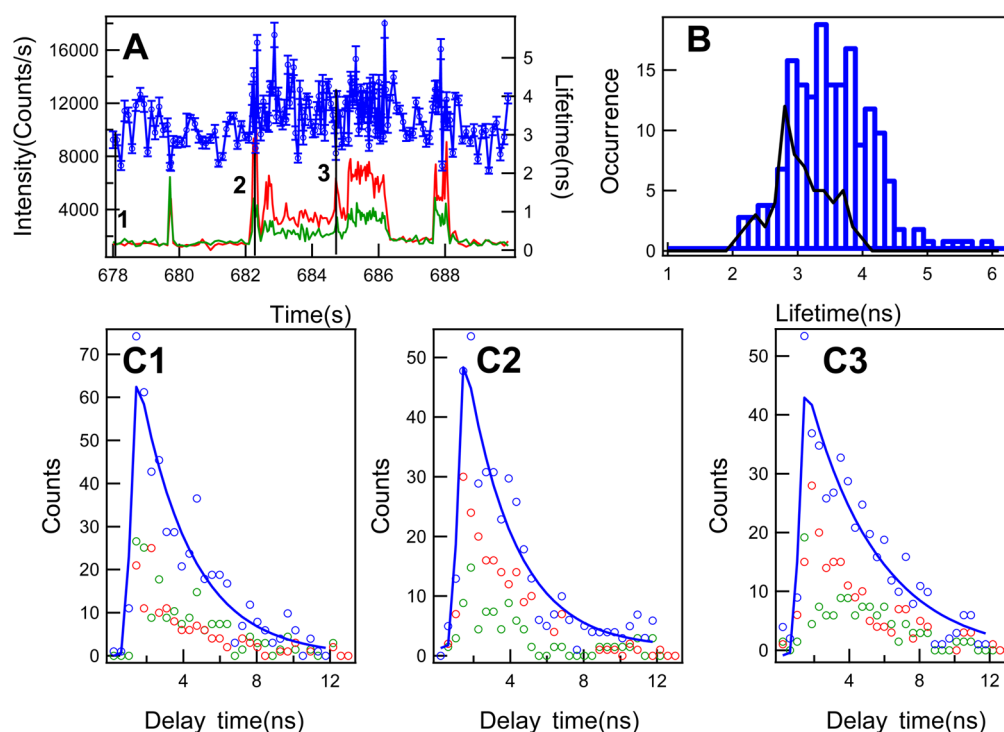 A
B
Intensity(Counts/s)
16000
12000
8000
4000
1
2
3
5
4
3
2
1
0
Lifetime(ns)
678 680 682 684 686 688
Time(s)
Occurrence
15
10
5
0
1 2 3 4 5 6
Lifetime(ns)
C1
Counts
70
60
50
40
30
20
10
0
4 8 12
Delay time(ns)
C2
Counts
50
40
30
20
10
0
4 8 12
Delay time(ns)
C3
Counts
50
40
30
20
10
0
4 8 12
Delay time(ns)